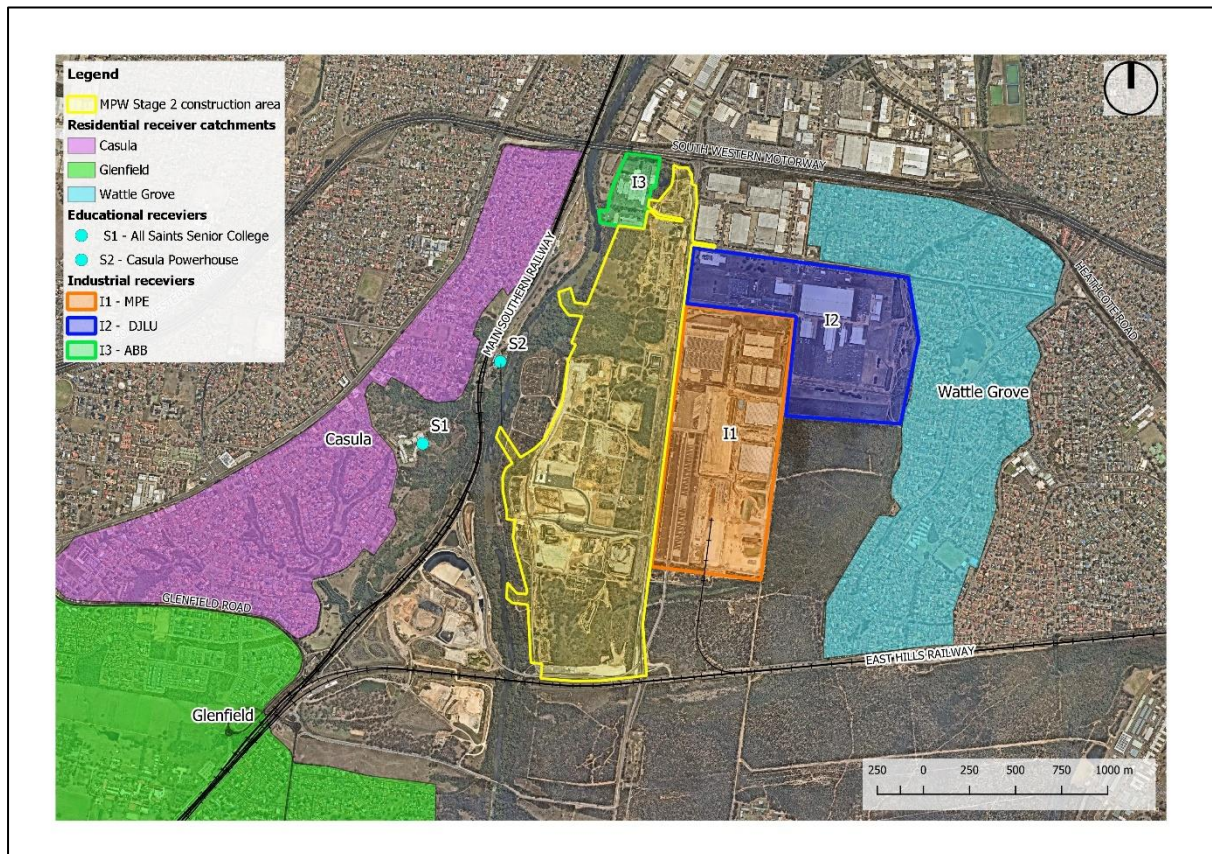 Legend
MPW Stage 2 construction area
Residential receiver catchments
Casula
Glenfield
Wattle Grove
Educational receviers
S1 - All Saints Senior College
S2 - Casula Powerhouse
Industrial receviers
I1 - MPE
I2 - DJLU
I3 - ABB
SOUTH WESTERN MOTORWAY
I3
HEATHCOTE ROAD
MAIN SOUTHERN RAILWAY
S2
I2
Wattle Grove
S1
Casula
I1
GLENFIELD ROAD
EAST HILLS RAILWAY
Glenfield
250 0 250 500 750 1000 m